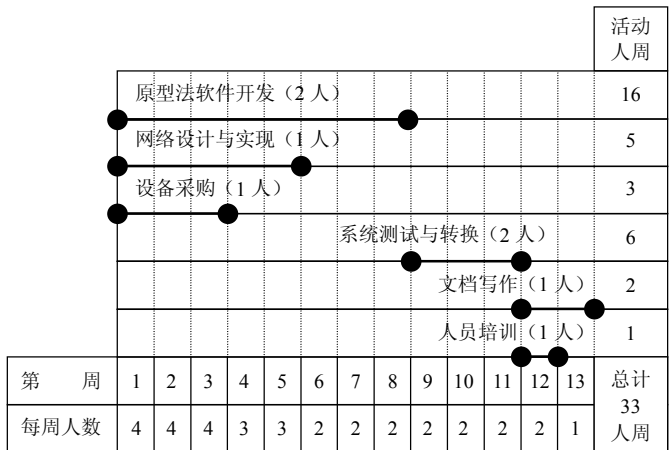 活动
人周
原型法软件开发（2 人） 16
网络设计与实现（1 人） 5
设备采购（1 人） 3
系统测试与转换（2 人） 6
文档写作（1 人） 2
人员培训（1 人） 1
第 周 1 2 3 4 5 6 7 8 9 10 11 12 13 总计
33
每周人数 4 4 4 3 3 2 2 2 2 2 2 2 1 人周